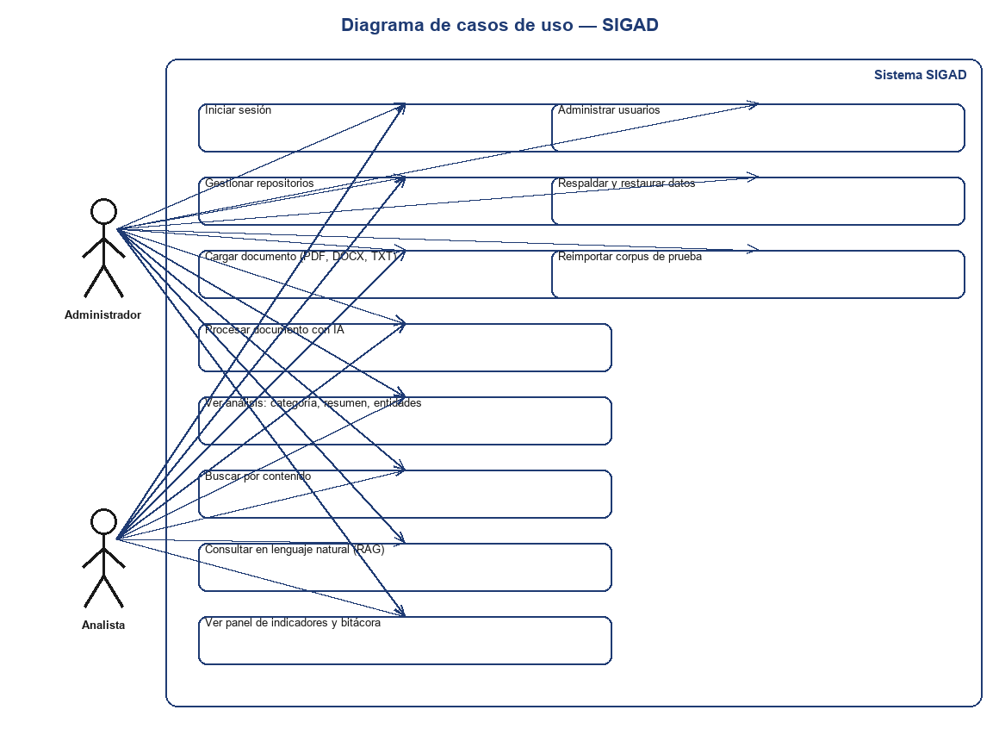 Diagrama de casos de uso — SIGAD
Sistema SIGAD
Iniciar sesión
Administrar usuarios
Gestionar repositorios
Respaldar y restaurar datos
Cargar documento (PDF, DOCX, TXT)
Reimportar corpus de prueba
Administrador
Procesar documento con IA
Ver análisis: categoría, resumen, entidades
Buscar por contenido
Consultar en lenguaje natural (RAG)
Ver panel de indicadores y bitácora
Analista